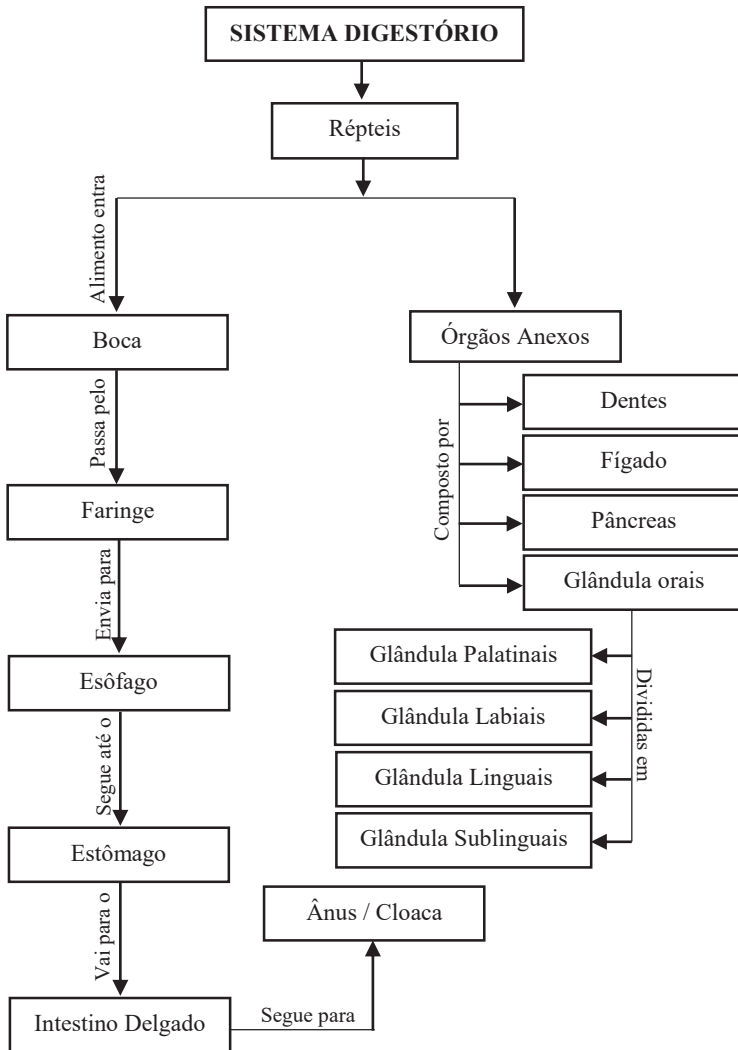 SISTEMA DIGESTÓRIO
Répteis
Alimento entra
Boca
Passa pelo
Faringe
Envia para
Esôfago
Segue até o
Estômago
Vai para o
Intestino Delgado
Segue para
Ânus / Cloaca
Órgãos Anexos
Composto por
Dentes
Fígado
Pâncreas
Glândula orais
Divididas em
Glândula Palatinais
Glândula Labiais
Glândula Linguais
Glândula Sublinguais